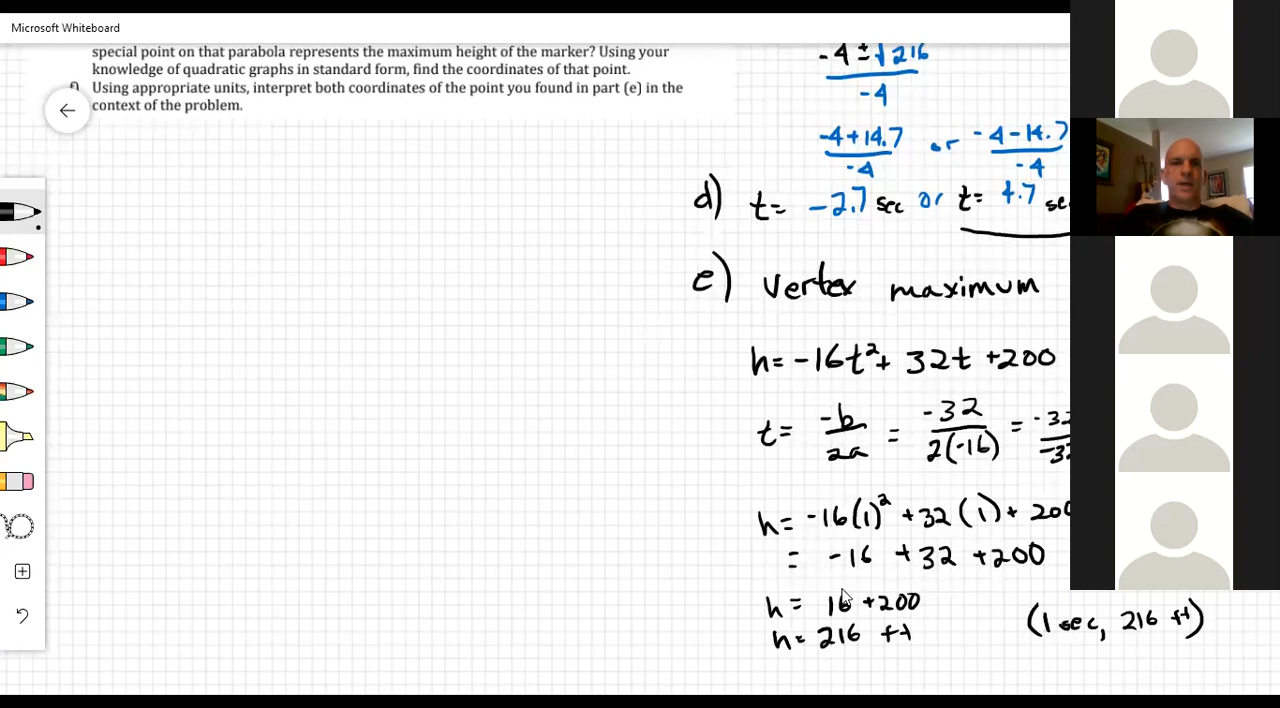 Microsoft Whiteboard
special point on that parabola represents the maximum height of the marker? Using your
knowledge of quadratic graphs in standard form, find the coordinates of that point.
Using appropriate units, interpret both coordinates of the point you found in part (e) in the
context of the problem.
-4 ± √216
-4
-4+14.7 or -4-14.7
-4 -4
d) t= -2.7 sec or t= 4.7 sec
e) vertex maximum
h= -16t²+ 32t +200
t= -b/2a = -32/2(-16) = -32/-32
h= -16(1)² +32(1)+ 200
= -16 +32 +200
h= 16 +200
h= 216 ft
(1 sec, 216 ft)